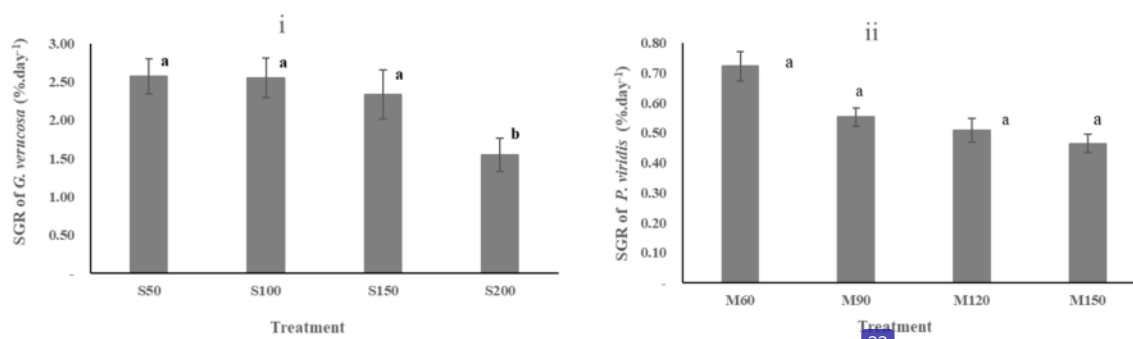 i
SGR of G. verucosa (%.day-1)
3.00
2.50
2.00
1.50
1.00
0.50
-
a
a
a
b
S50 S100 S150 S200
Treatment
ii
SGR of P. viridis (%.day-1)
0.80
0.70
0.60
0.50
0.40
0.30
0.20
0.10
-
a
a
a
a
M60 M90 M120 M150
Treatment